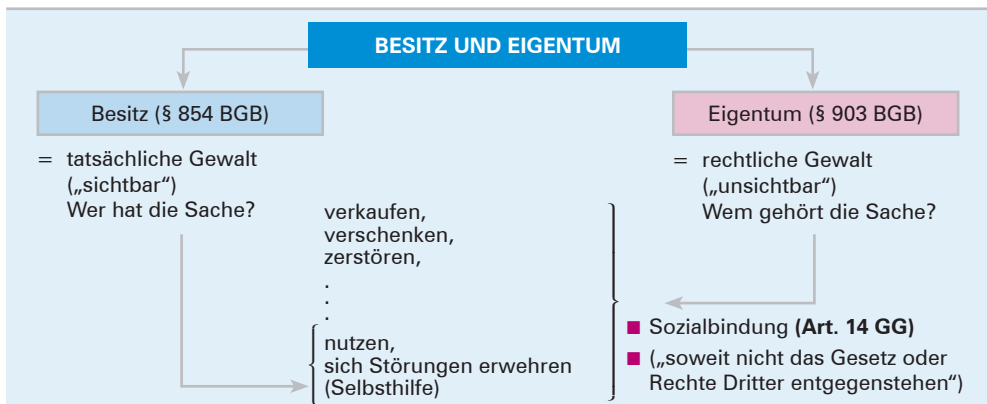 BESITZ UND EIGENTUM
Besitz (§ 854 BGB)
= tatsächliche Gewalt
(„sichtbar“)
Wer hat die Sache?
Eigentum (§ 903 BGB)
= rechtliche Gewalt
(„unsichtbar“)
Wem gehört die Sache?
verkaufen,
verschenken,
zerstören,
.
.
.
nutzen,
sich Störungen erwehren
(Selbsthilfe)
■ Sozialbindung (Art. 14 GG)
■ („soweit nicht das Gesetz oder
Rechte Dritter entgegenstehen“)